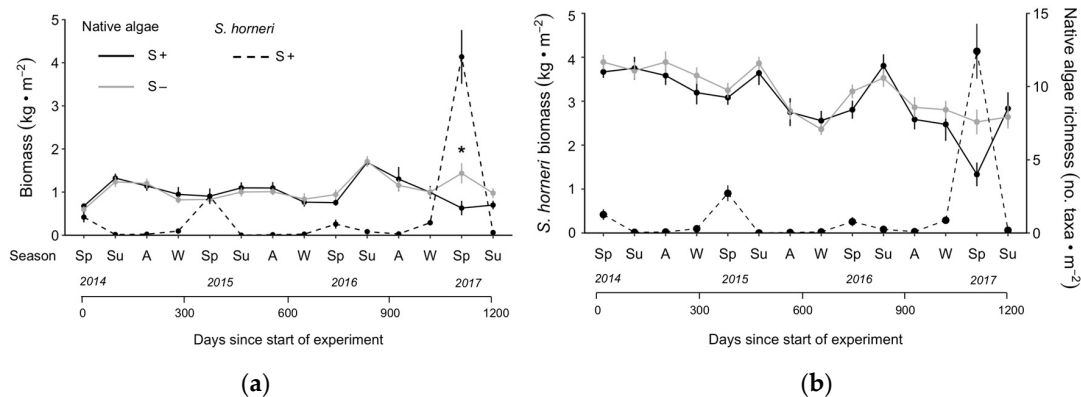 Native algae
S. horneri
S+
S+
S–
Biomass (kg • m⁻²)
5
4
3
2
1
0
*
Season
Sp Su A W Sp Su A W Sp Su A W Sp Su
2014 2015 2016 2017
0 300 600 900 1200
Days since start of experiment
(a)
S. horneri biomass (kg • m⁻²)
5
4
3
2
1
0
Native algae richness (no. taxa • m⁻²)
15
10
5
0
Sp Su A W Sp Su A W Sp Su A W Sp Su
2014 2015 2016 2017
0 300 600 900 1200
Days since start of experiment
(b)